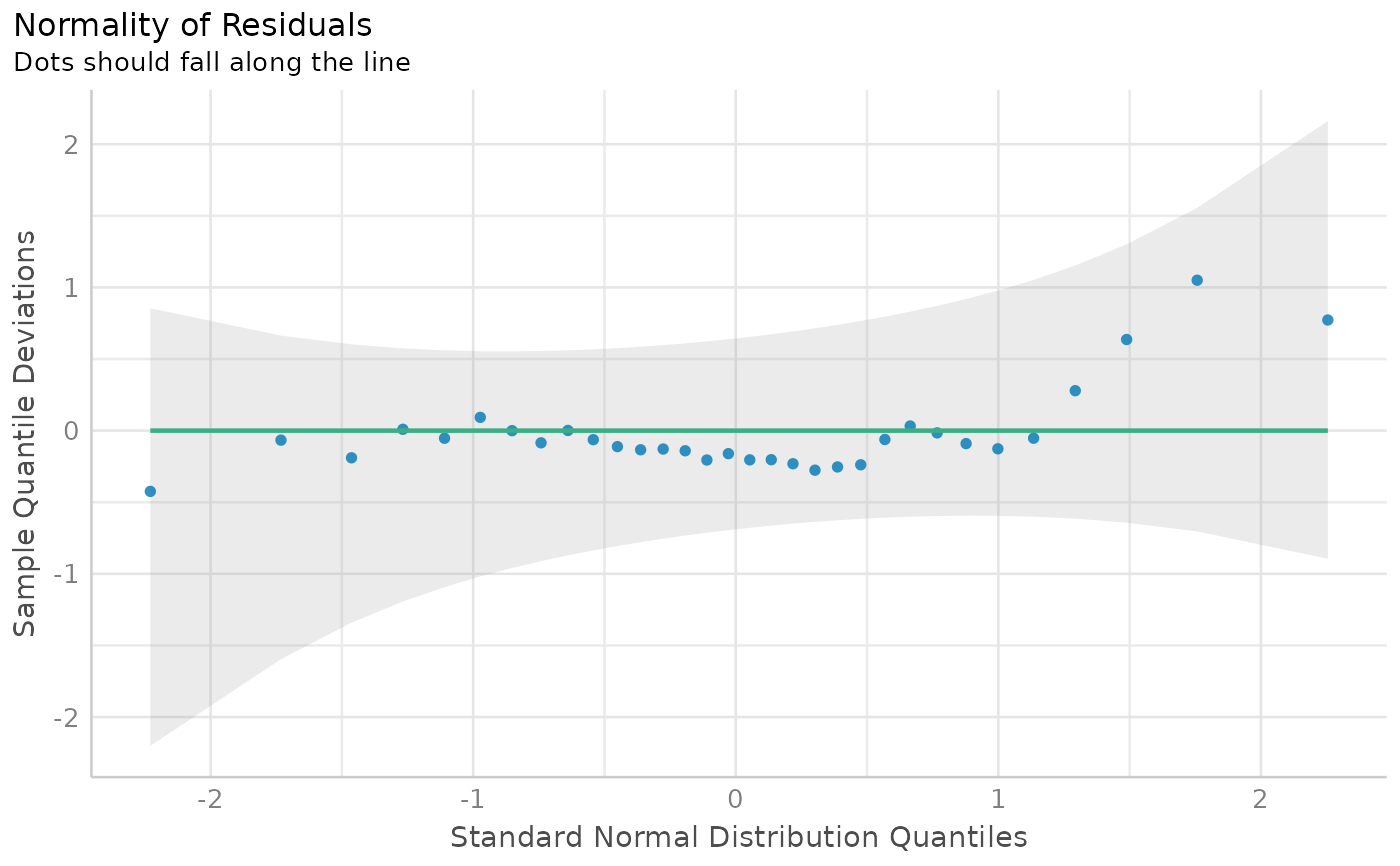 Normality of Residuals
Dots should fall along the line
Sample Quantile Deviations
2
1
0
-1
-2
-2
-1
0
1
2
Standard Normal Distribution Quantiles